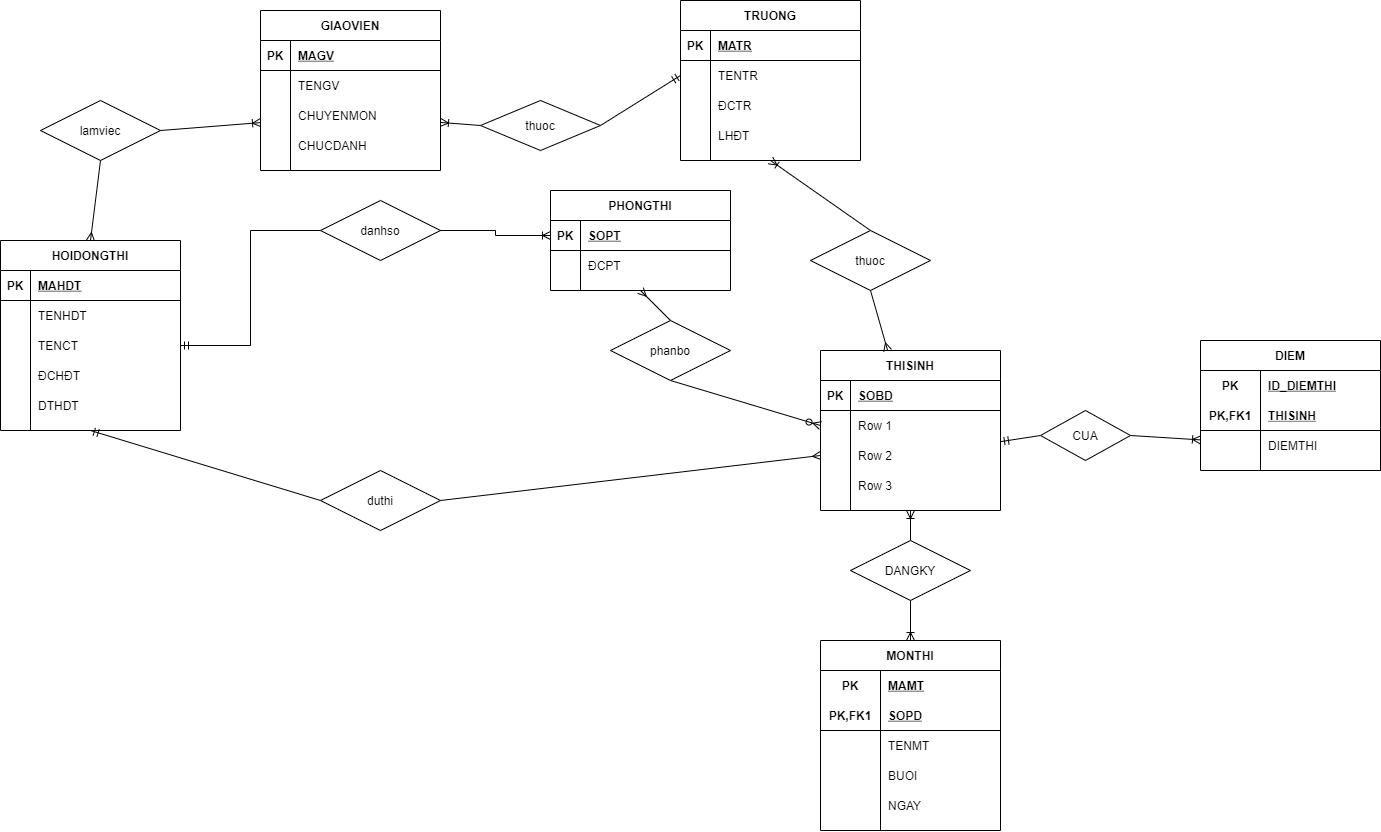 GIAOVIEN
PK MAGV
TENGV
CHUYENMON
CHUCDANH
TRUONG
PK MATR
TENTR
ĐCTR
LHĐT
lamviec
thuoc
PHONGTHI
PK SOPT
ĐCPT
danhso
HOIDONGTHI
PK MAHDT
TENHDT
TENCT
ĐCHĐT
DTHDT
thuoc
phanbo
THISINH
PK SOBD
Row 1
Row 2
Row 3
DIEM
PK ID_DIEMTHI
PK,FK1 THISINH
DIEMTHI
CUA
duthi
DANGKY
MONTHI
PK MAMT
PK,FK1 SOPD
TENMT
BUOI
NGAY